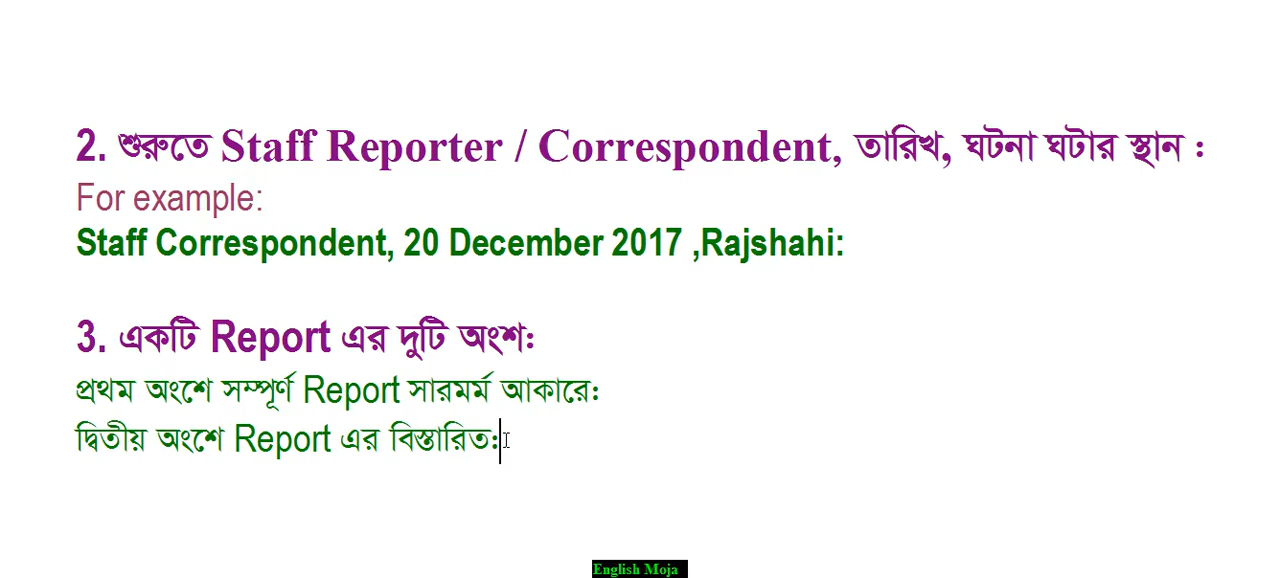 2. শুরুতে Staff Reporter / Correspondent, তারিখ, ঘটনা ঘটার স্থান :
For example:
Staff Correspondent, 20 December 2017 ,Rajshahi:
3. একটি Report এর দুটি অংশ:
প্রথম অংশে সম্পূর্ণ Report সারমর্ম আকারে:
দ্বিতীয় অংশে Report এর বিস্তারিত:
English Moja